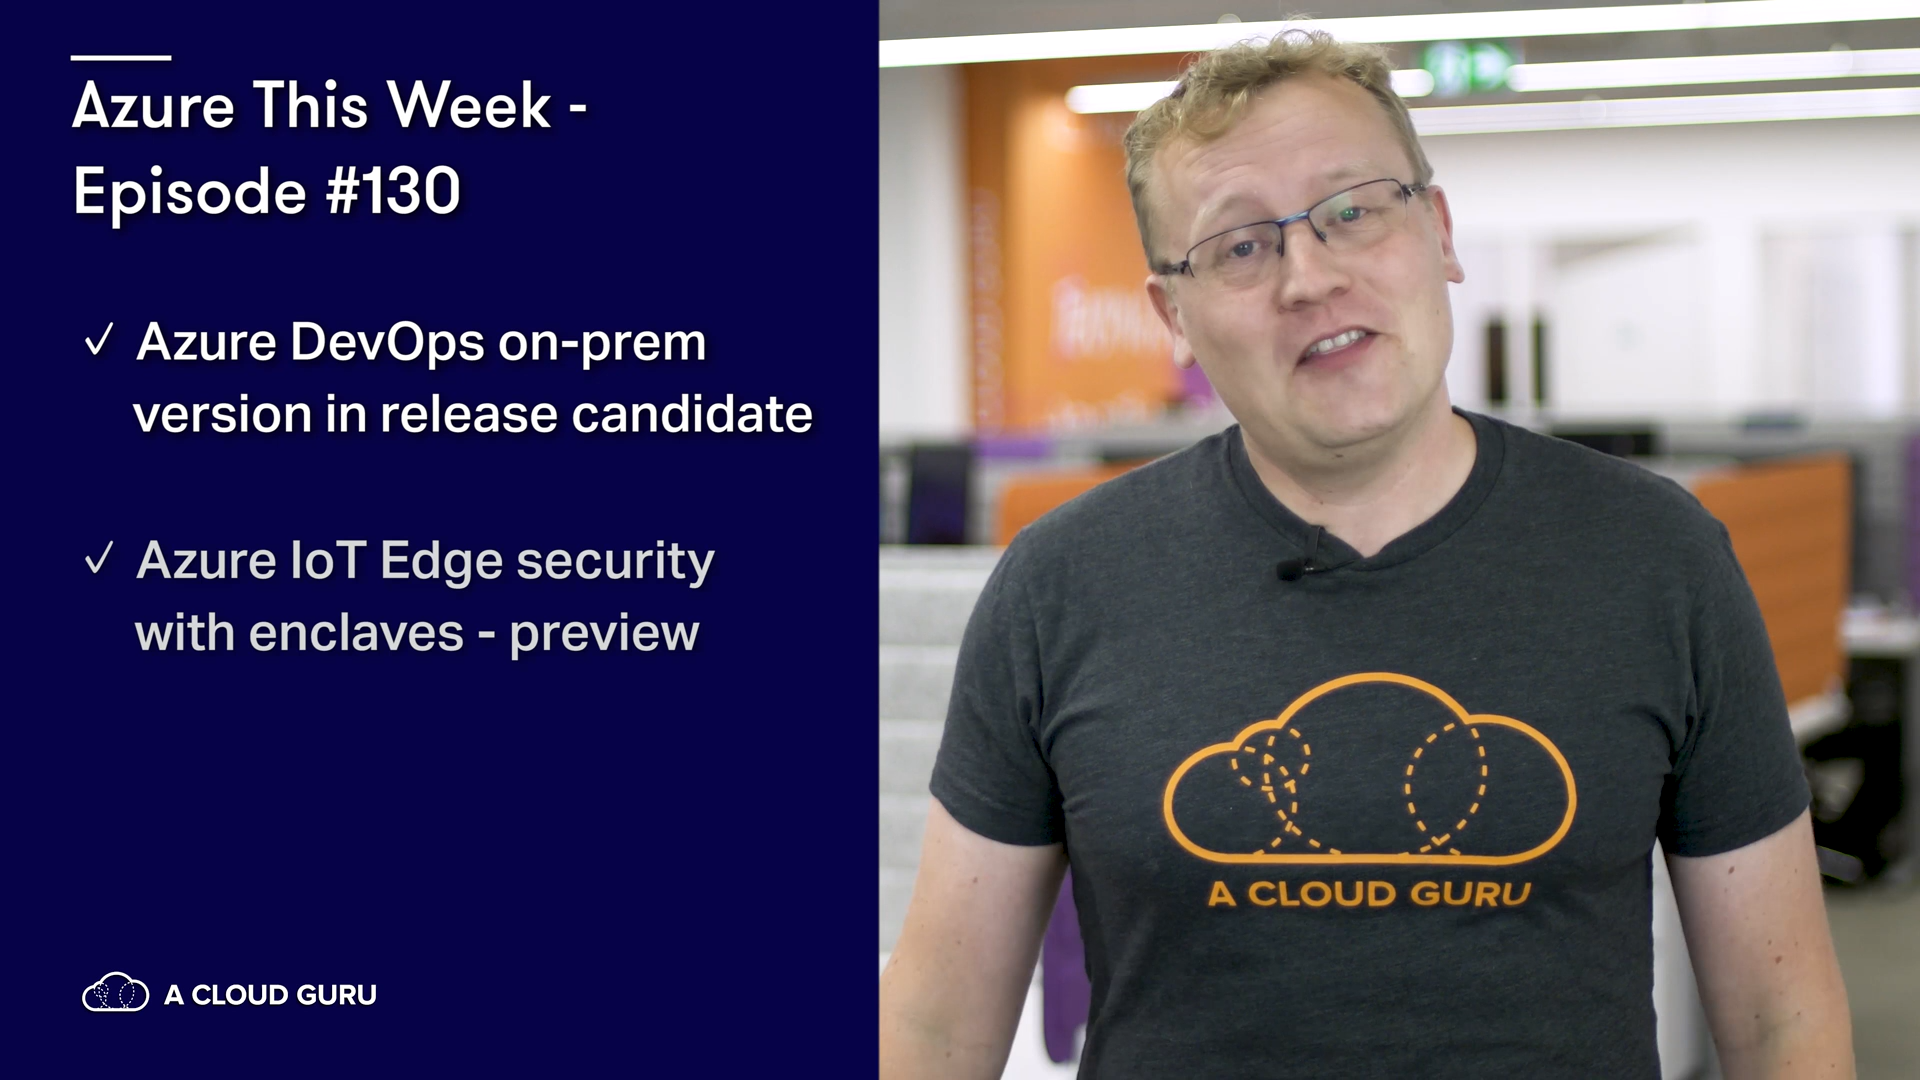 Azure This Week -
Episode #130
✓ Azure DevOps on-prem
version in release candidate
✓ Azure IoT Edge security
with enclaves - preview
A CLOUD GURU
A CLOUD GURU